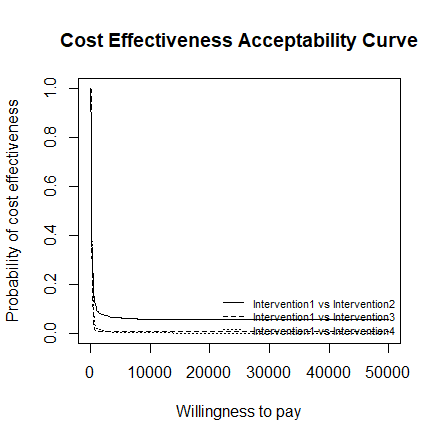 Cost Effectiveness Acceptability Curve
Probability of cost effectiveness
1.0
0.8
0.6
0.4
0.2
0.0
Intervention1 vs Intervention2
Intervention1 vs Intervention3
Intervention1 vs Intervention4
0 10000 20000 30000 40000 50000
Willingness to pay